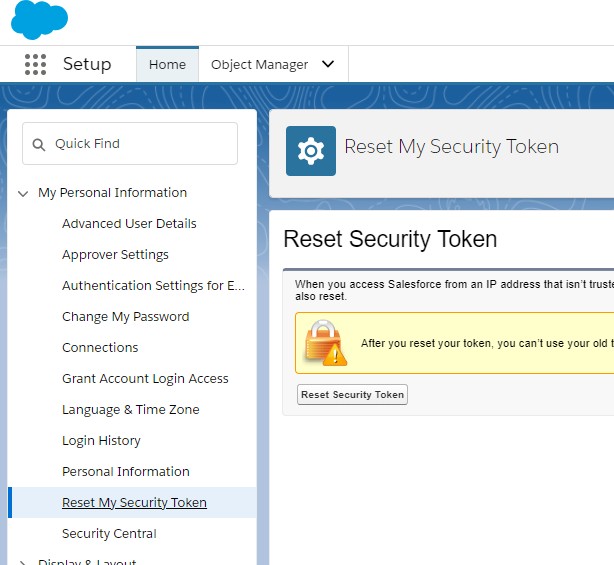 Setup
Home
Object Manager
Quick Find
My Personal Information
Advanced User Details
Approver Settings
Authentication Settings for E...
Change My Password
Connections
Grant Account Login Access
Language & Time Zone
Login History
Personal Information
Reset My Security Token
Security Central
Display & Layout
Reset My Security Token
Reset Security Token
When you access Salesforce from an IP address that isn't truste
also reset.
After you reset your token, you can't use your old t
Reset Security Token